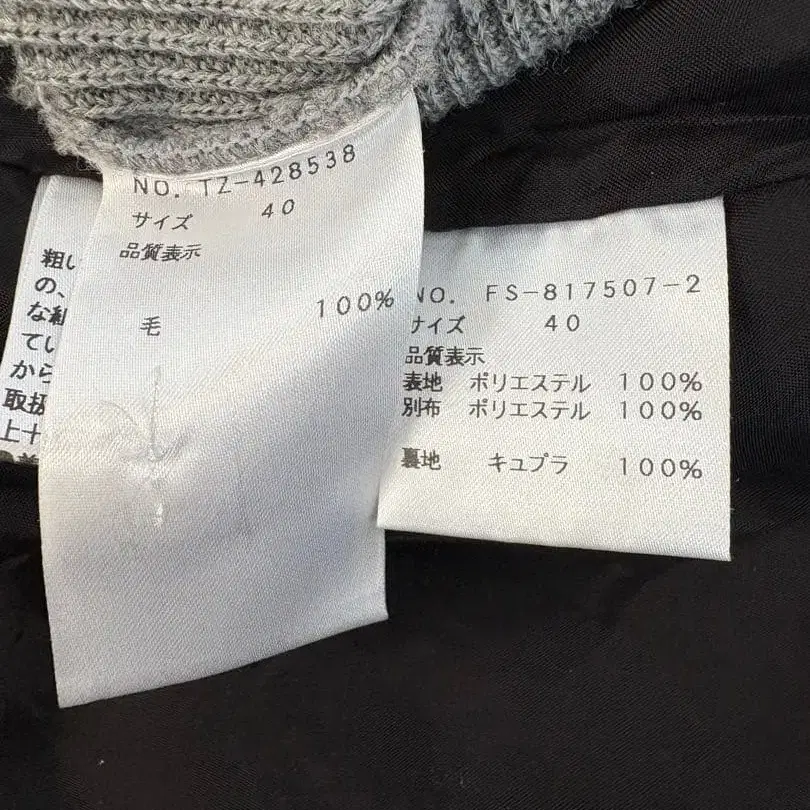 NO. TZ-428538
サイズ 40
品質表示
毛 100%
NO. FS-817507-2
サイズ 40
品質表示
表地 ポリエステル 100%
別布 ポリエステル 100%
裏地 キュプラ 100%
粗い
の、
な
てい
から
取扱
上十